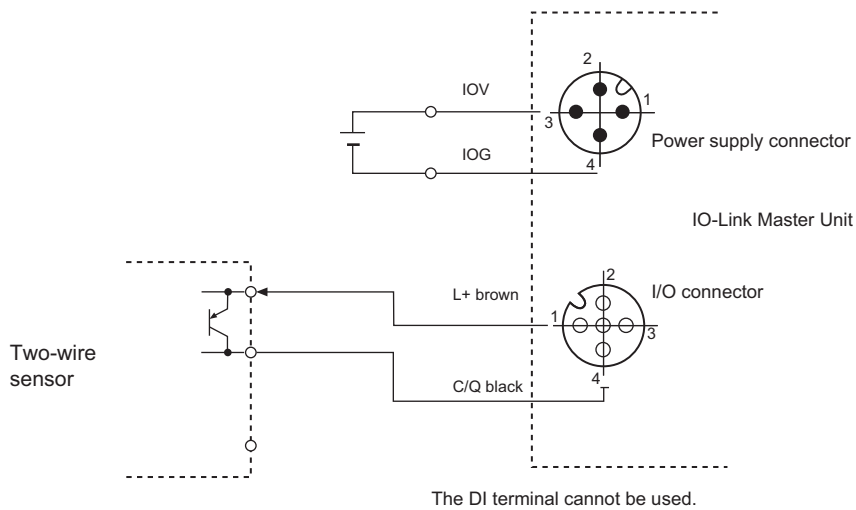 2
IOV
1
3
Power supply connector
IOG
4
IO-Link Master Unit
2
I/O connector
L+ brown
1
3
Two-wire
sensor
4
C/Q black
The DI terminal cannot be used.